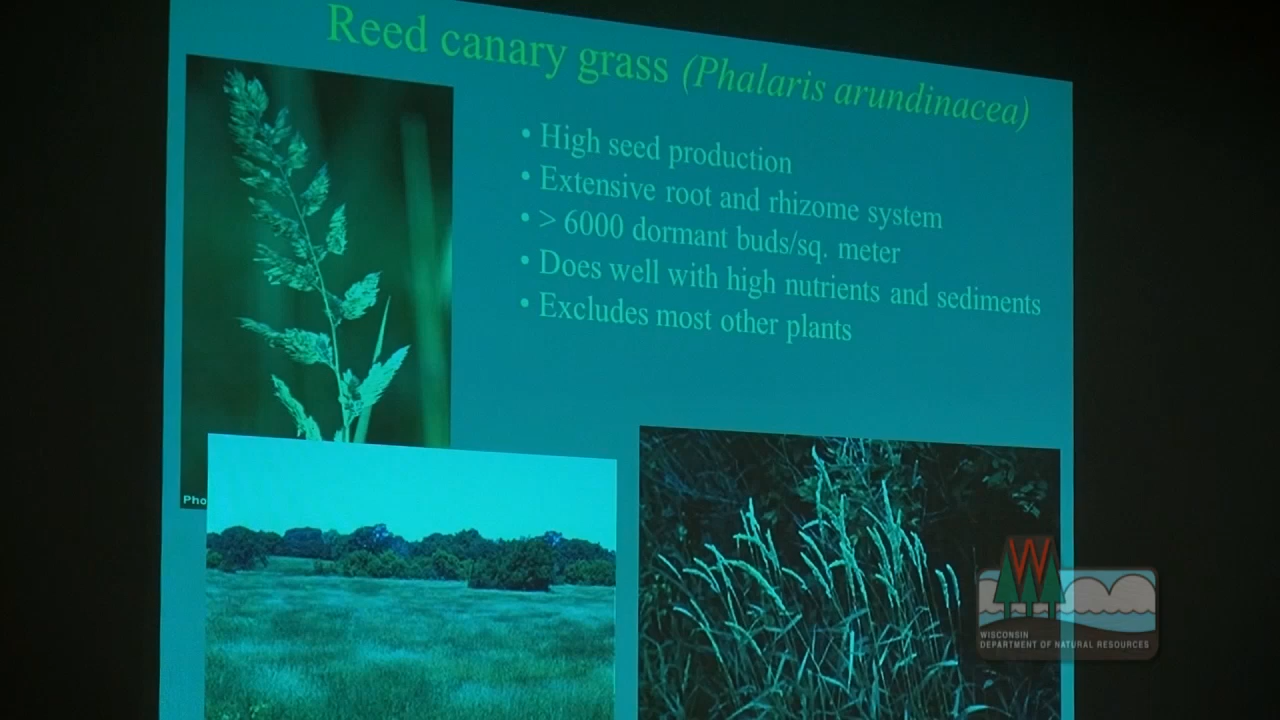 Reed canary grass (Phalaris arundinacea)
• High seed production
• Extensive root and rhizome system
• > 6000 dormant buds/sq. meter
• Does well with high nutrients and sediments
• Excludes most other plants
Pho
W
WISCONSIN
DEPARTMENT OF NATURAL RESOURCES